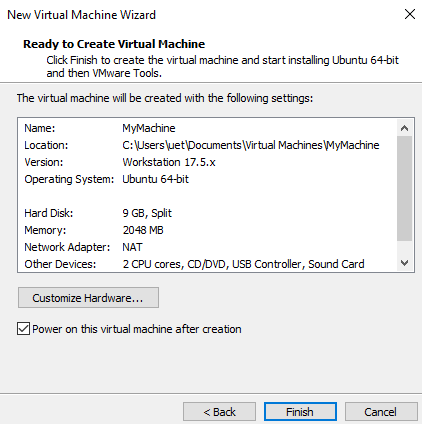 New Virtual Machine Wizard
Ready to Create Virtual Machine
Click Finish to create the virtual machine and start installing Ubuntu 64-bit
and then VMware Tools.
The virtual machine will be created with the following settings:
Name: MyMachine
Location: C:\Users\uet\Documents\Virtual Machines\MyMachine
Version: Workstation 17.5.x
Operating System: Ubuntu 64-bit
Hard Disk: 9 GB, Split
Memory: 2048 MB
Network Adapter: NAT
Other Devices: 2 CPU cores, CD/DVD, USB Controller, Sound Card
Customize Hardware...
Power on this virtual machine after creation
< Back Finish Cancel